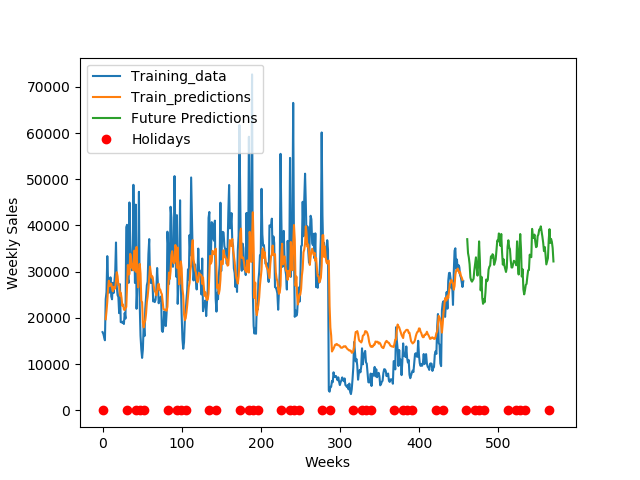 Training_data
Train_predictions
Future Predictions
Holidays
70000
60000
50000
40000
30000
20000
10000
0
Weekly Sales
0 100 200 300 400 500
Weeks